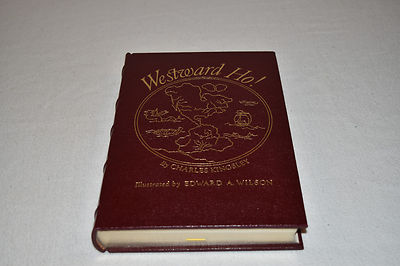 Westward Ho!
by CHARLES KINGSLEY
Illustrated by EDWARD A. WILSON